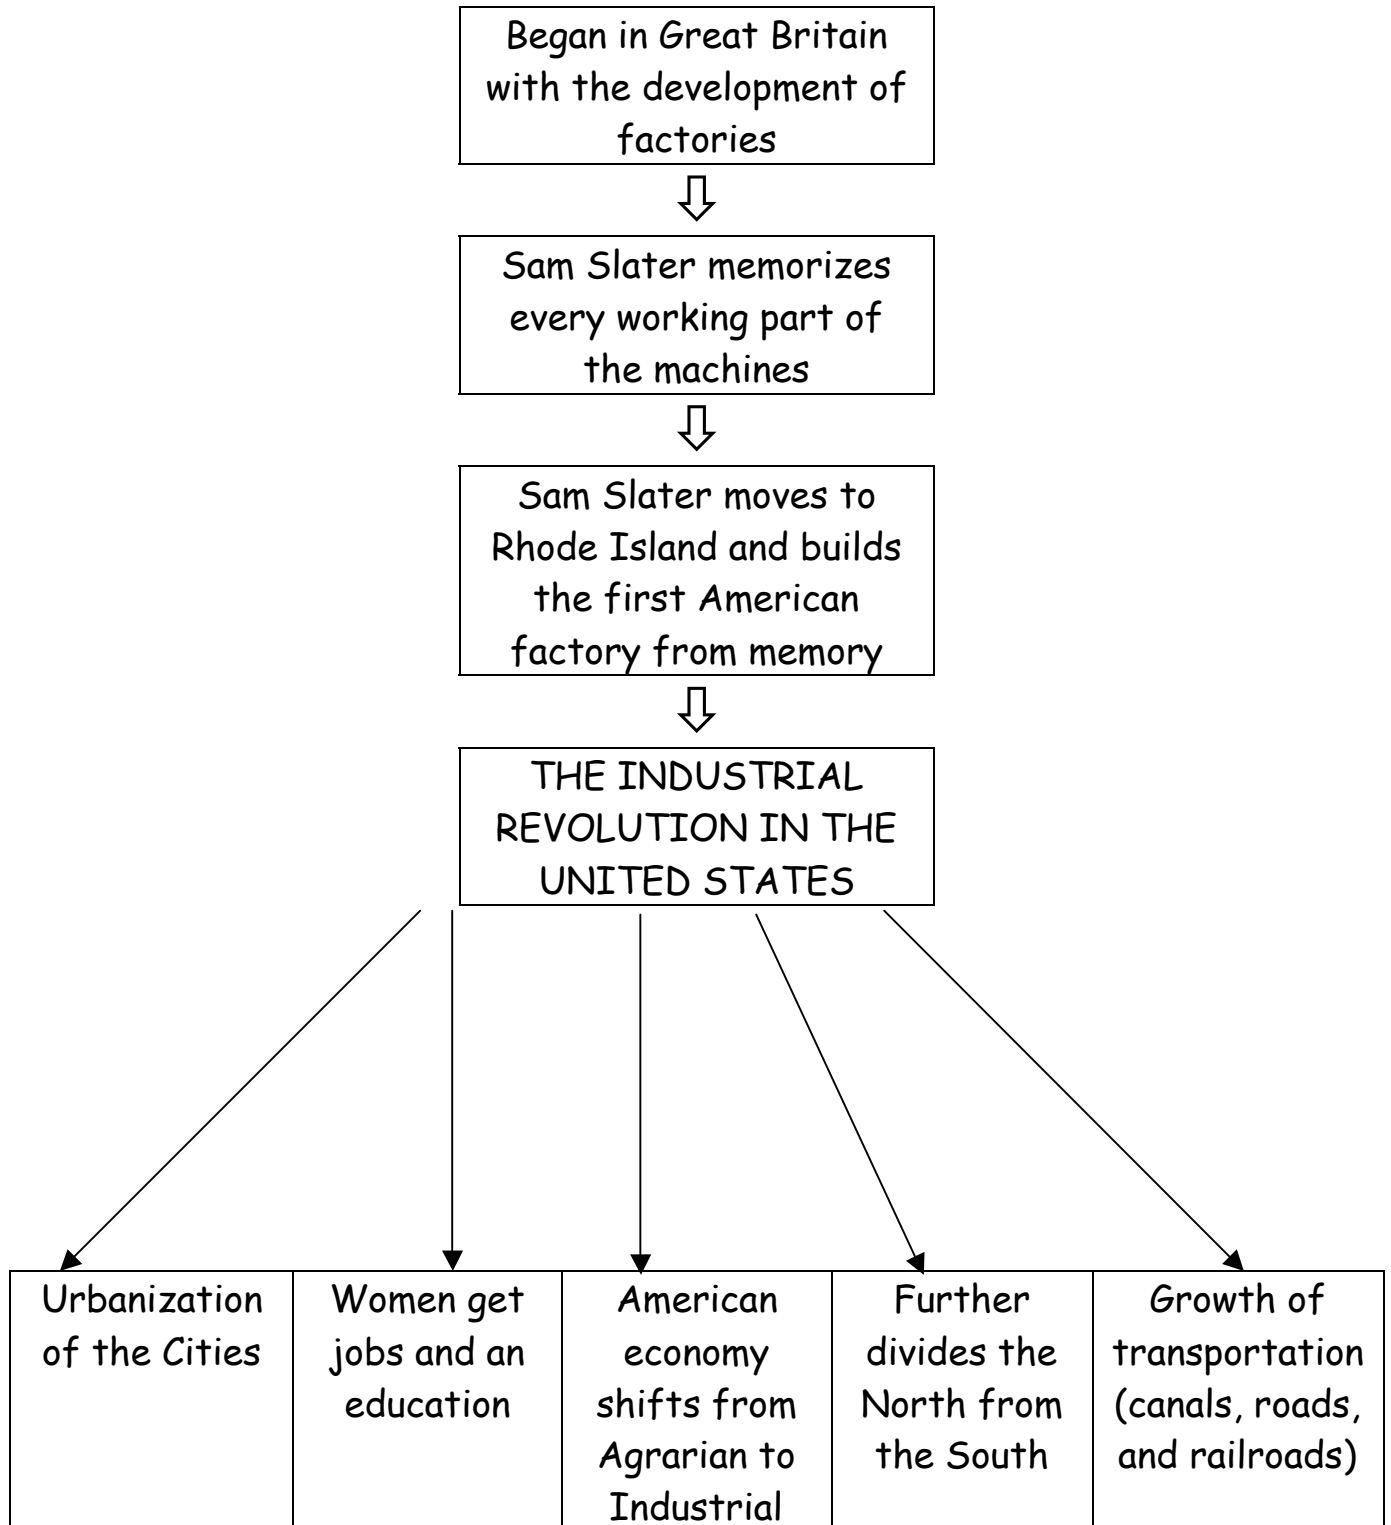 Began in Great Britain
with the development of
factories
Sam Slater memorizes
every working part of
the machines
Sam Slater moves to
Rhode Island and builds
the first American
factory from memory
THE INDUSTRIAL
REVOLUTION IN THE
UNITED STATES
Urbanization
of the Cities
Women get
jobs and an
education
American
economy
shifts from
Agrarian to
Industrial
Further
divides the
North from
the South
Growth of
transportation
(canals, roads,
and railroads)